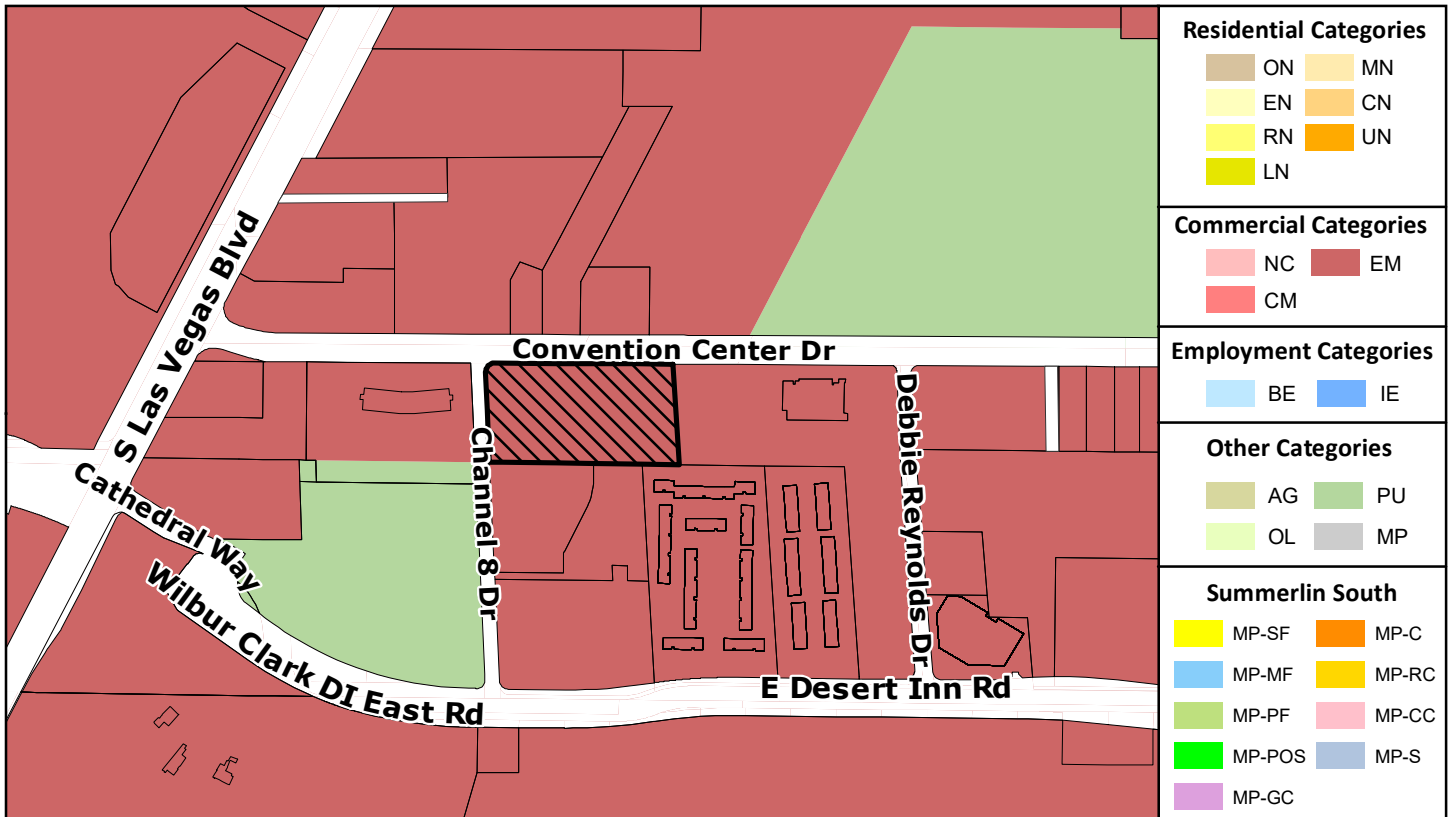 S Las Vegas Blvd
Convention Center Dr
Cathedral Way
Channel 8 Dr
Debbie Reynolds Dr
Wilbur Clark DI East Rd
E Desert Inn Rd
Residential Categories
ON MN
EN CN
RN UN
LN
Commercial Categories
NC EM
CM
Employment Categories
BE IE
Other Categories
AG PU
OL MP
Summerlin South
MP-SF MP-C
MP-MF MP-RC
MP-PF MP-CC
MP-POS MP-S
MP-GC